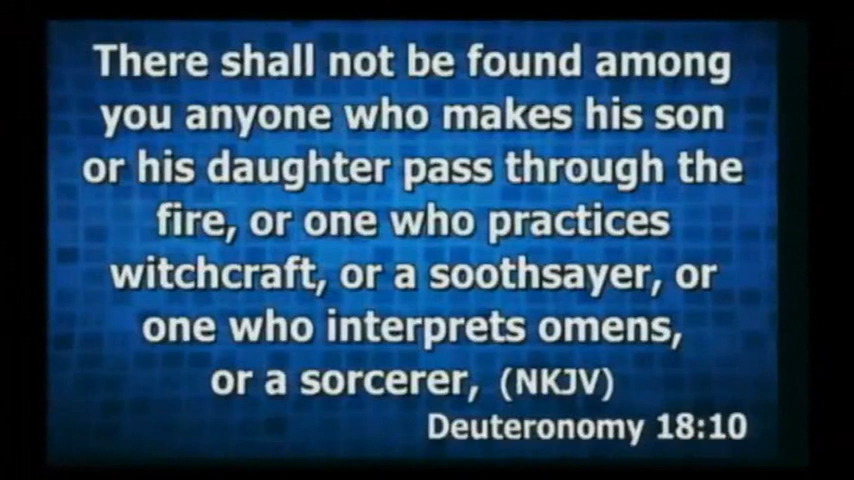 There shall not be found among
you anyone who makes his son
or his daughter pass through the
fire, or one who practices
witchcraft, or a soothsayer, or
one who interprets omens,
or a sorcerer, (NKJV)
Deuteronomy 18:10